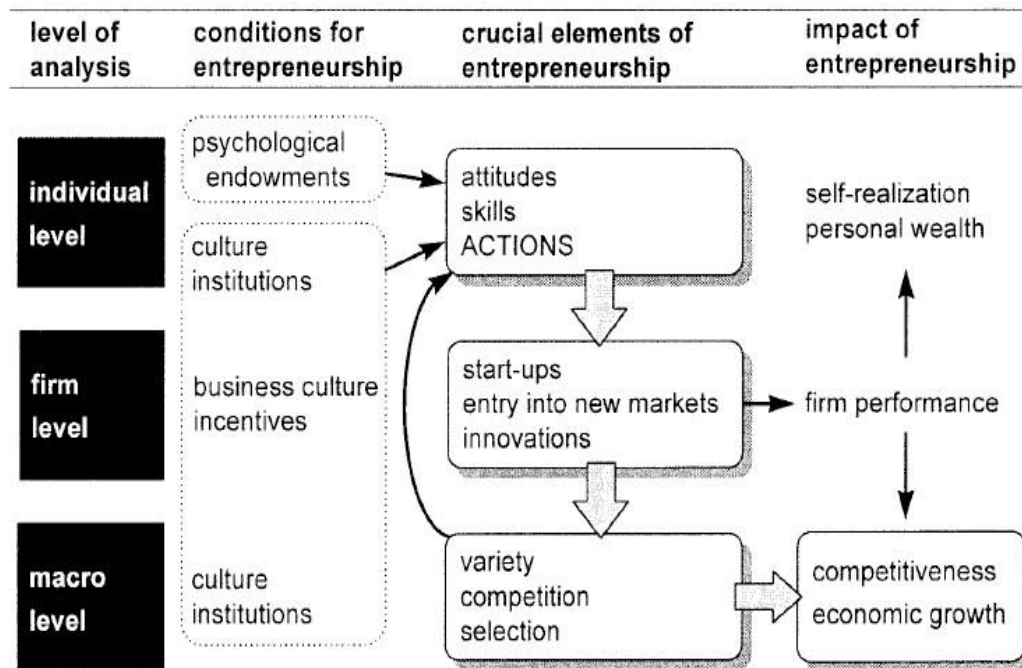 level of analysis
conditions for entrepreneurship
crucial elements of entrepreneurship
impact of entrepreneurship
individual level
psychological endowments
culture
institutions
attitudes
skills
ACTIONS
self-realization
personal wealth
firm level
business culture
incentives
start-ups
entry into new markets
innovations
firm performance
macro level
culture
institutions
variety
competition
selection
competitiveness
economic growth